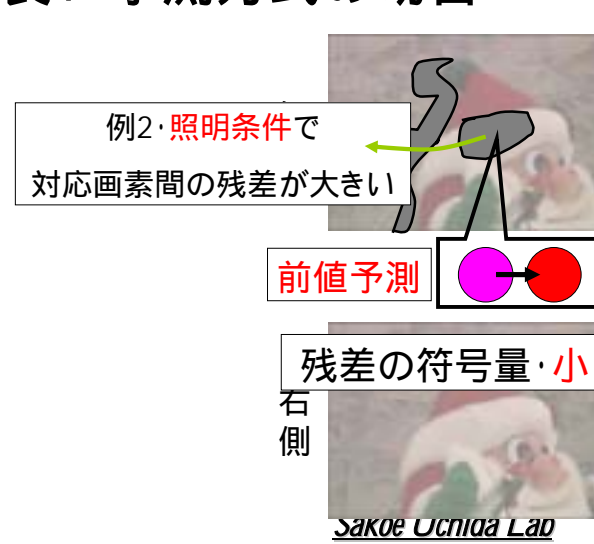 例2・照明条件で
対応画素間の残差が大きい
前値予測
残差の符号量・小
右
側
Sakoe Uchida Lab